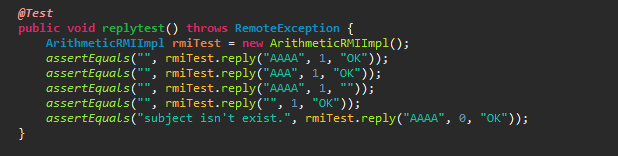 @Test
public void replytest() throws RemoteException {
ArithmeticRMIImpl rmiTest = new ArithmeticRMIImpl();
assertEquals("", rmiTest.reply("AAAA", 1, "OK"));
assertEquals("", rmiTest.reply("AAA", 1, "OK"));
assertEquals("", rmiTest.reply("AAAA", 1, ""));
assertEquals("", rmiTest.reply("", 1, "OK"));
assertEquals("subject isn't exist.", rmiTest.reply("AAAA", 0, "OK"));
}